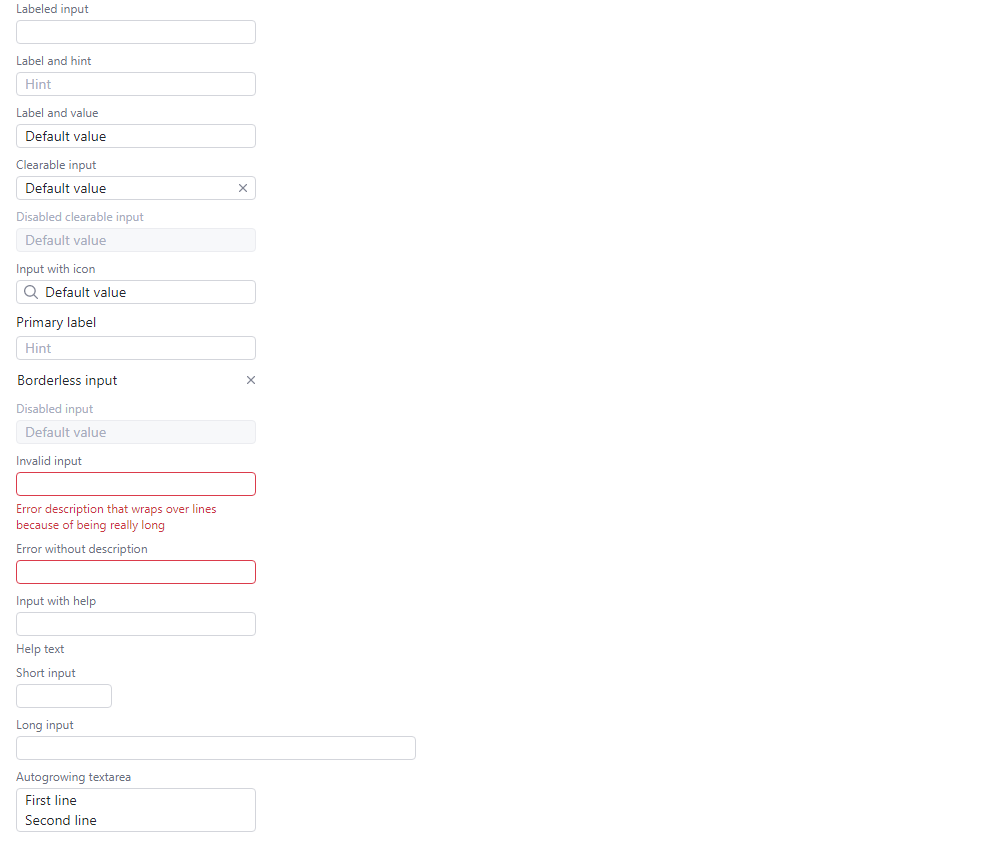 Labeled input
Label and hint
Hint
Label and value
Default value
Clearable input
Default value
Disabled clearable input
Default value
Input with icon
Default value
Primary label
Hint
Borderless input
Disabled input
Default value
Invalid input
Error description that wraps over lines
because of being really long
Error without description
Input with help
Help text
Short input
Long input
Autogrowing textarea
First line
Second line